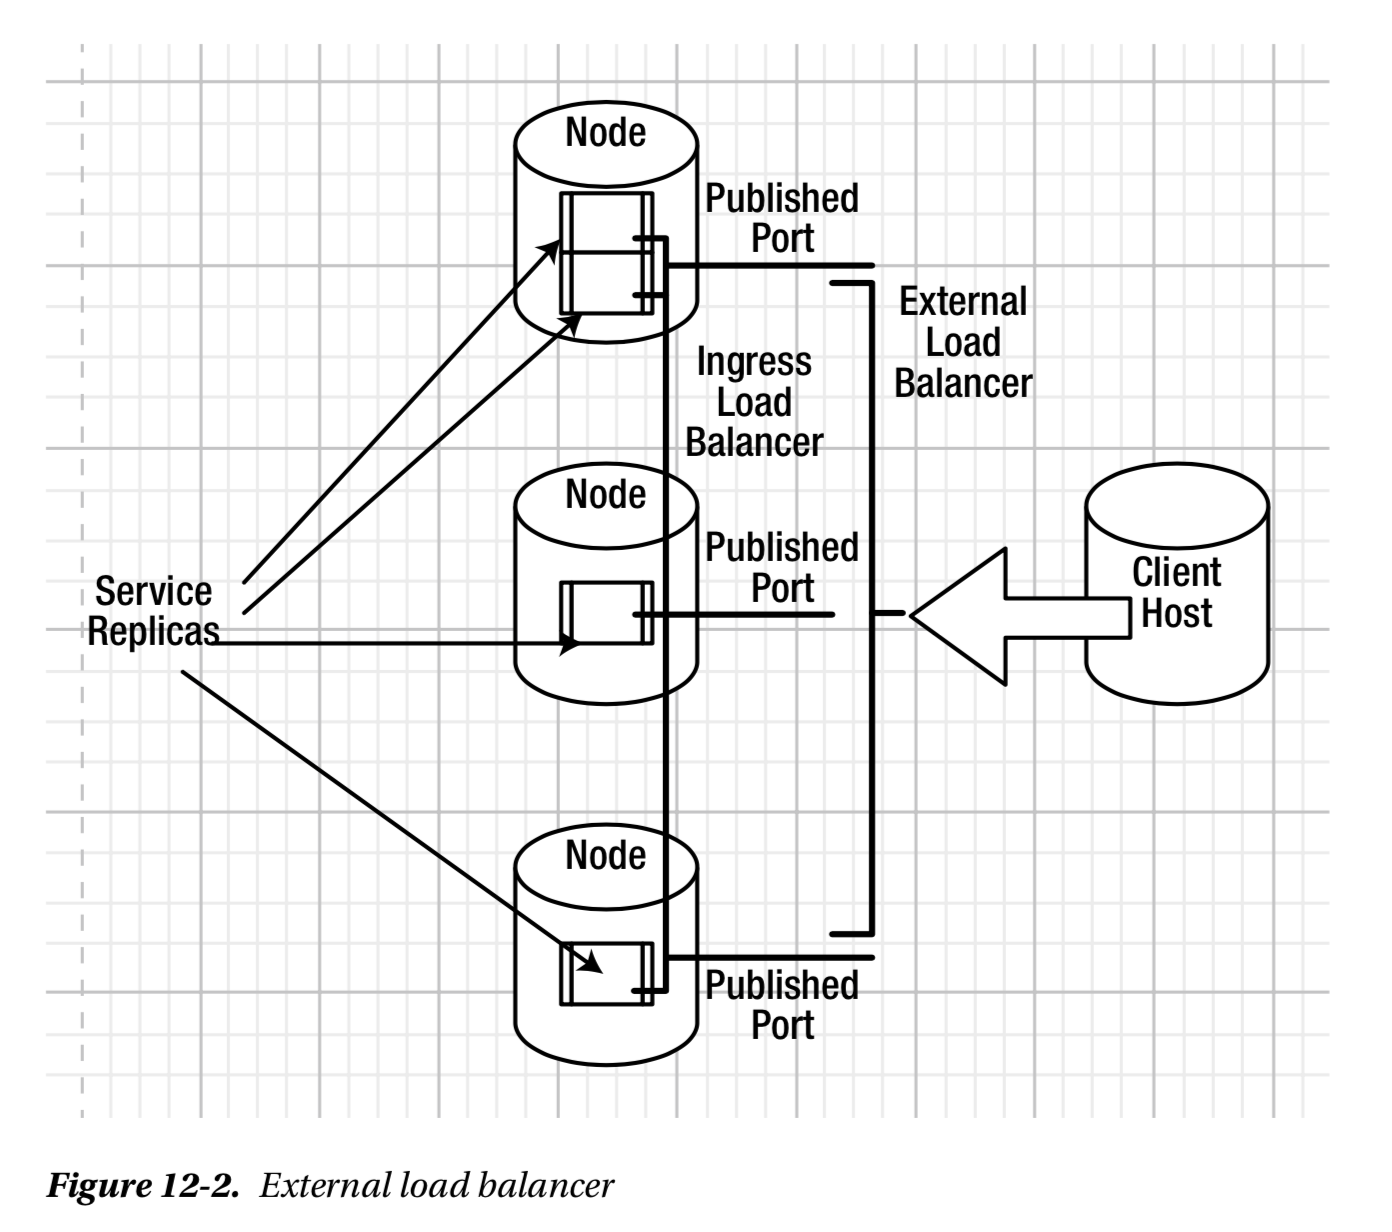 Node
Published
Port
External
Load
Balancer
Ingress
Load
Balancer
Node
Published
Port
Client
Host
Service
Replicas
Node
Published
Port
Figure 12-2. External load balancer